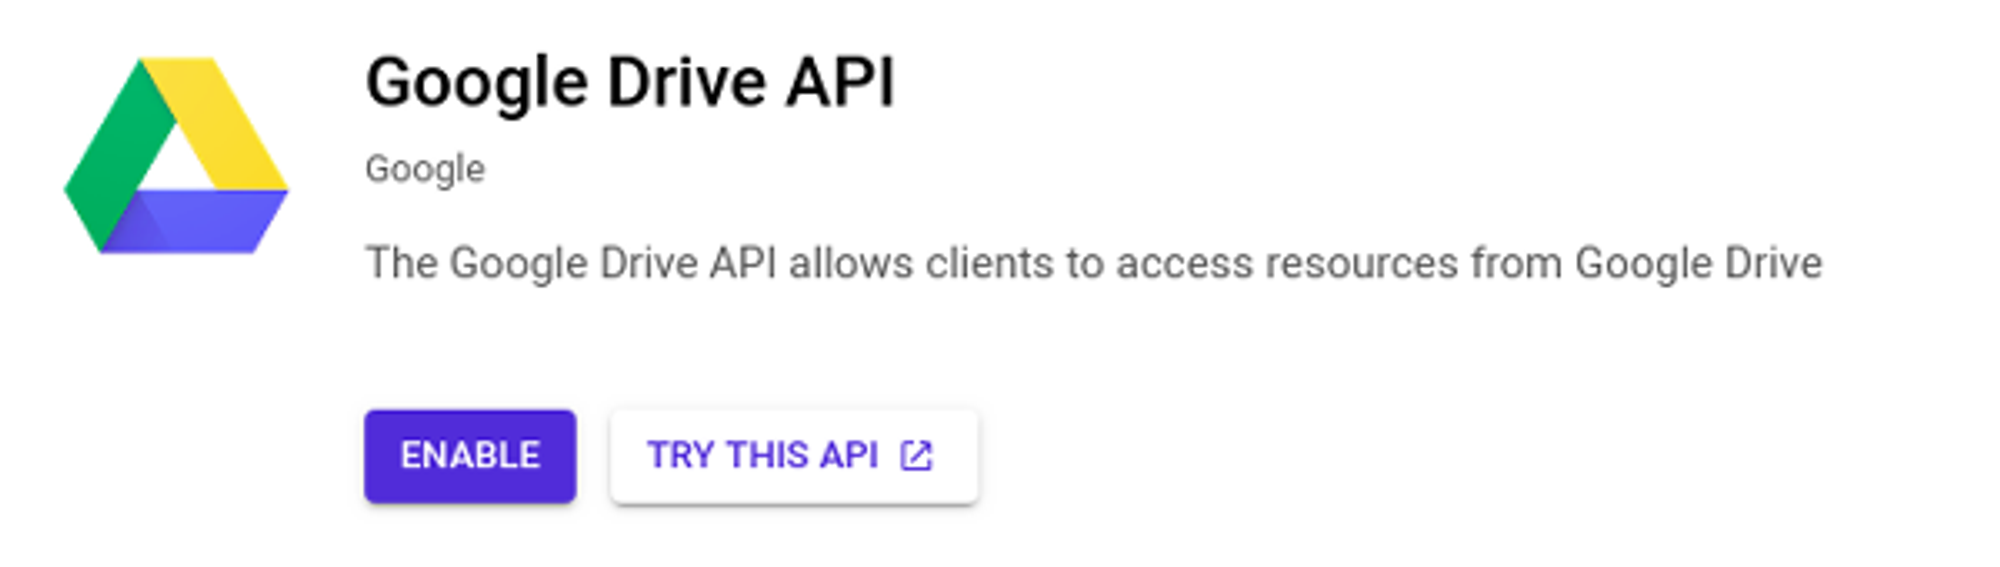 Google Drive API
Google
The Google Drive API allows clients to access resources from Google Drive
ENABLE
TRY THIS API